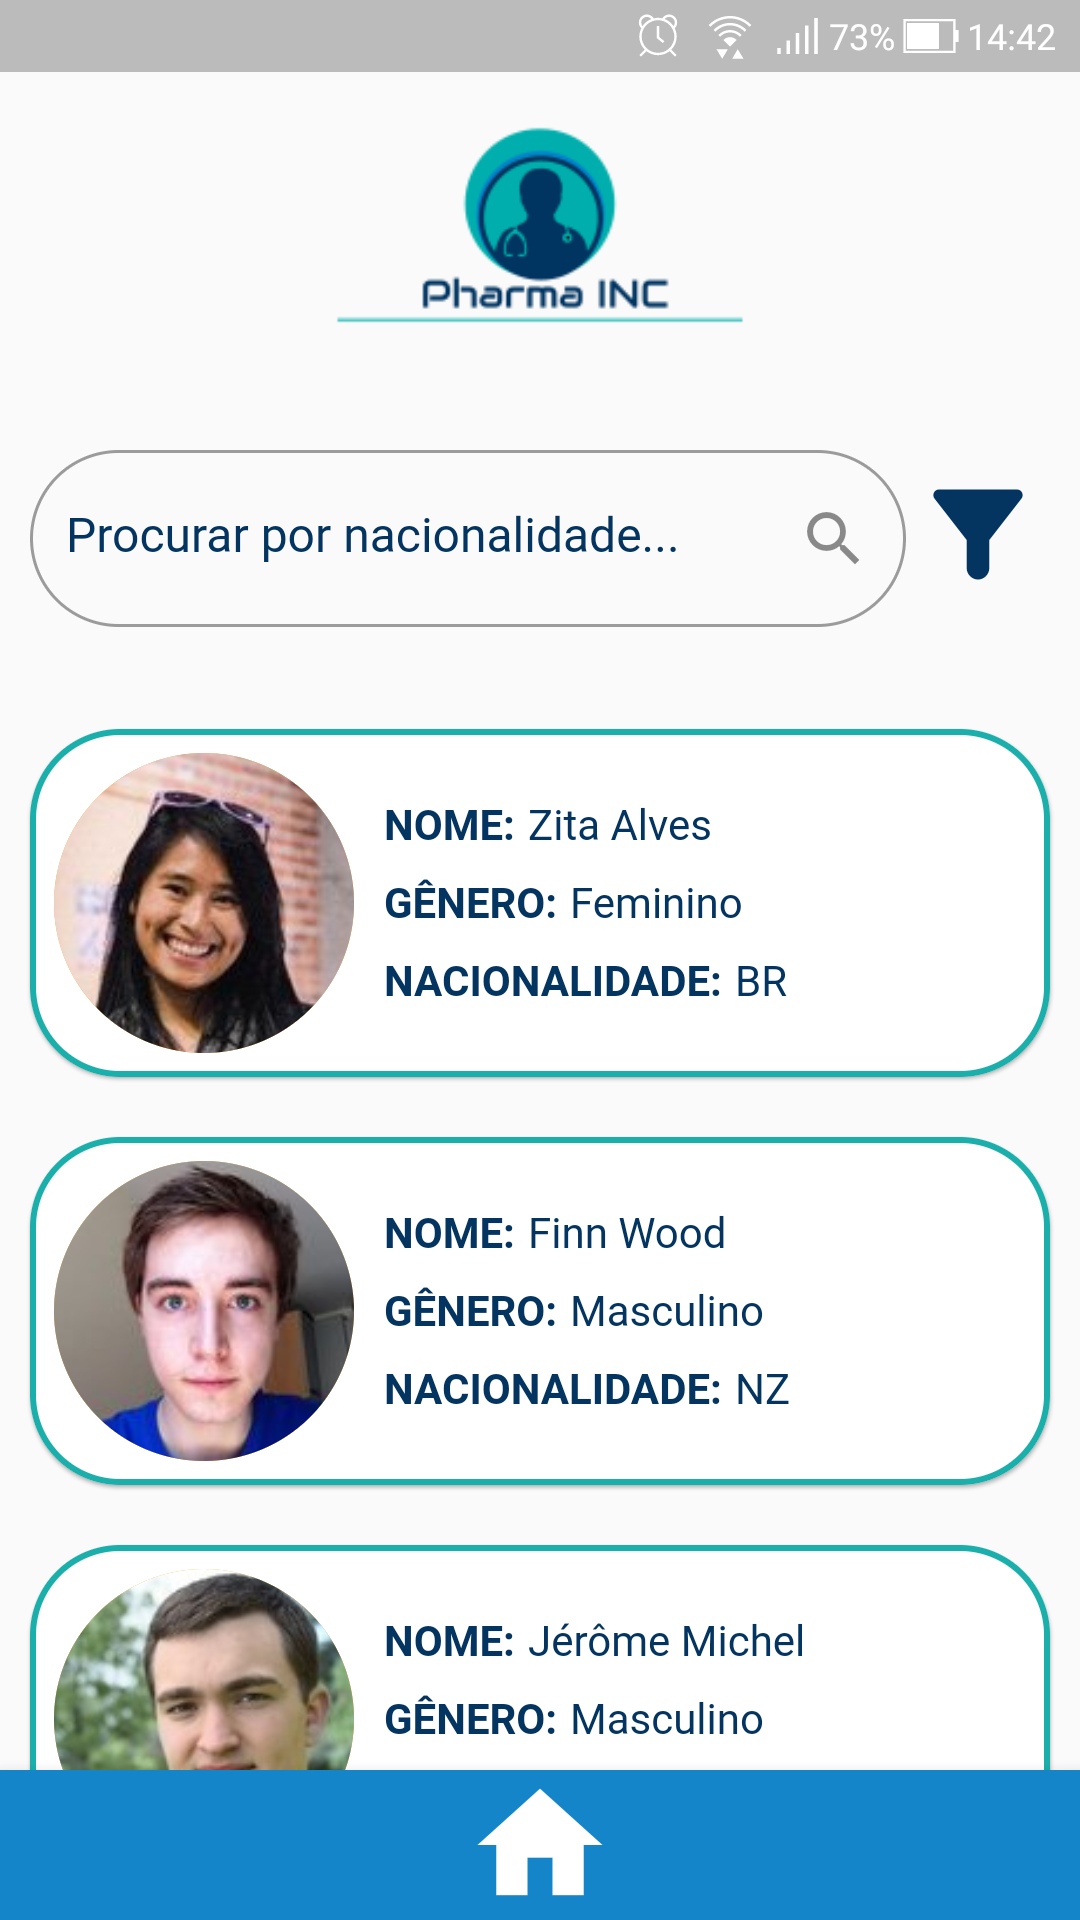 73% 14:42
Pharma INC
Procurar por nacionalidade...
NOME: Zita Alves
GÊNERO: Feminino
NACIONALIDADE: BR
NOME: Finn Wood
GÊNERO: Masculino
NACIONALIDADE: NZ
NOME: Jérôme Michel
GÊNERO: Masculino